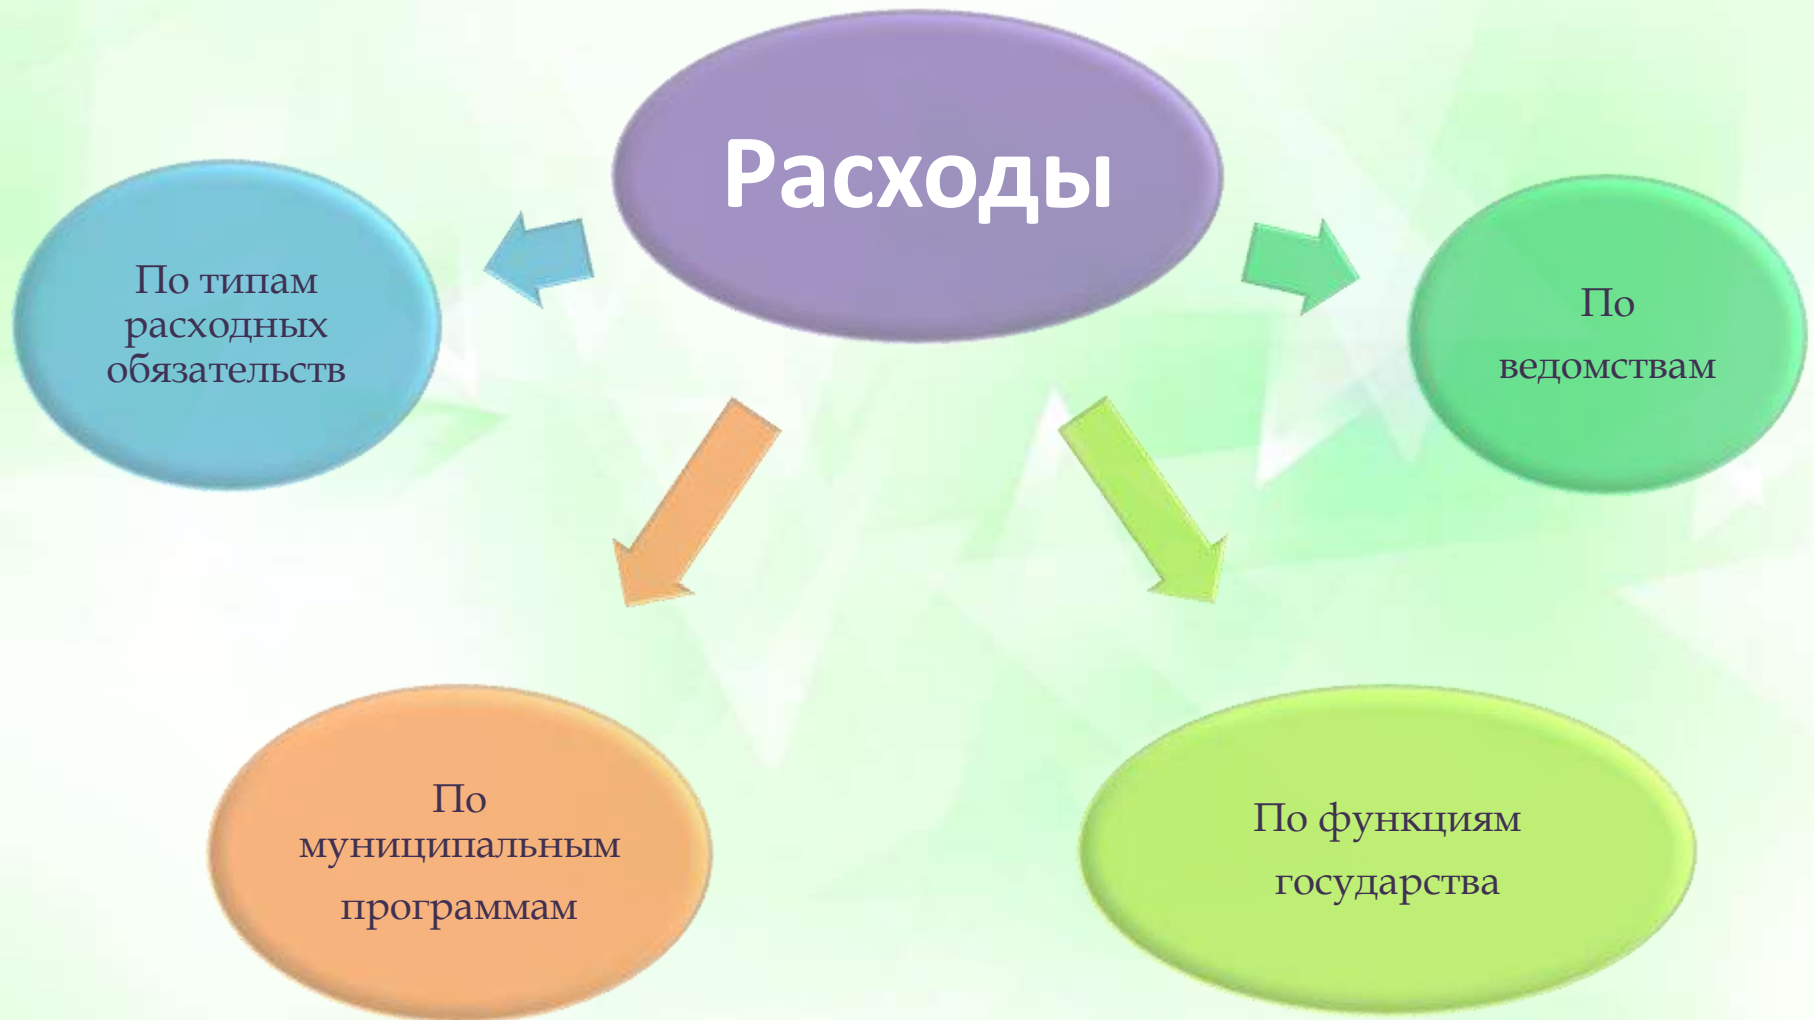 Расходы
По типам
расходных
обязательств
По
ведомствам
По
муниципальным
программам
По функциям
государства